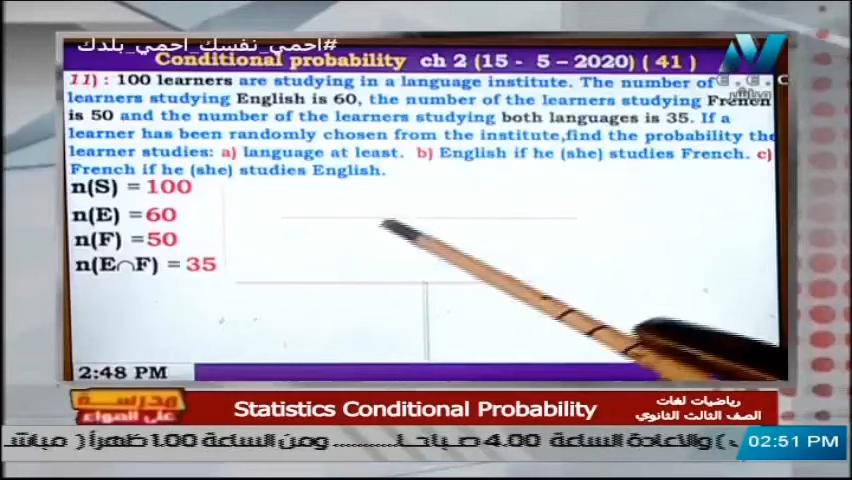 #احمي_نفسك_احمي_بلدك
Conditional probability ch 2 (15 - 5 - 2020) ( 41 )
E.E.C
مباشر
11) : 100 learners are studying in a language institute. The number of
learners studying English is 60, the number of the learners studying French
is 50 and the number of the learners studying both languages is 35. If a
learner has been randomly chosen from the institute,find the probability the
learner studies: a) language at least. b) English if he (she) studies French. c)
French if he (she) studies English.
n(S) = 100
n(E) = 60
n(F) = 50
n(E∩F) = 35
2:48 PM
مدرسة
على الهواء
Statistics Conditional Probability
رياضيات لغات
الصف الثالث الثانوي
) والاعادة الساعة 4.00 صباحا ........... ومن الساعة 1.00 ظهراً ( مباشر
02:51 PM